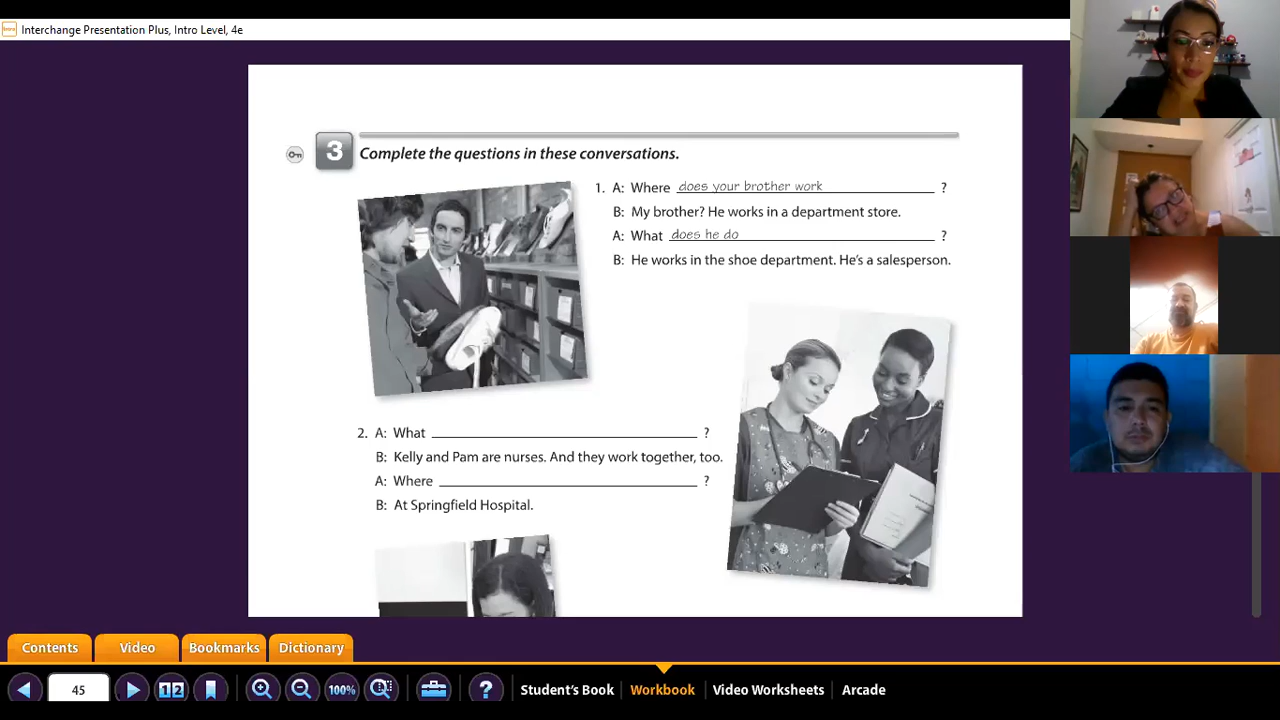 Interchange Presentation Plus, Intro Level, 4e
3 Complete the questions in these conversations.
1. A: Where does your brother work ?
B: My brother? He works in a department store.
A: What does he do ?
B: He works in the shoe department. He's a salesperson.
2. A: What ?
B: Kelly and Pam are nurses. And they work together, too.
A: Where ?
B: At Springfield Hospital.
Contents Video Bookmarks Dictionary
45 12 100% ? Student's Book Workbook Video Worksheets Arcade